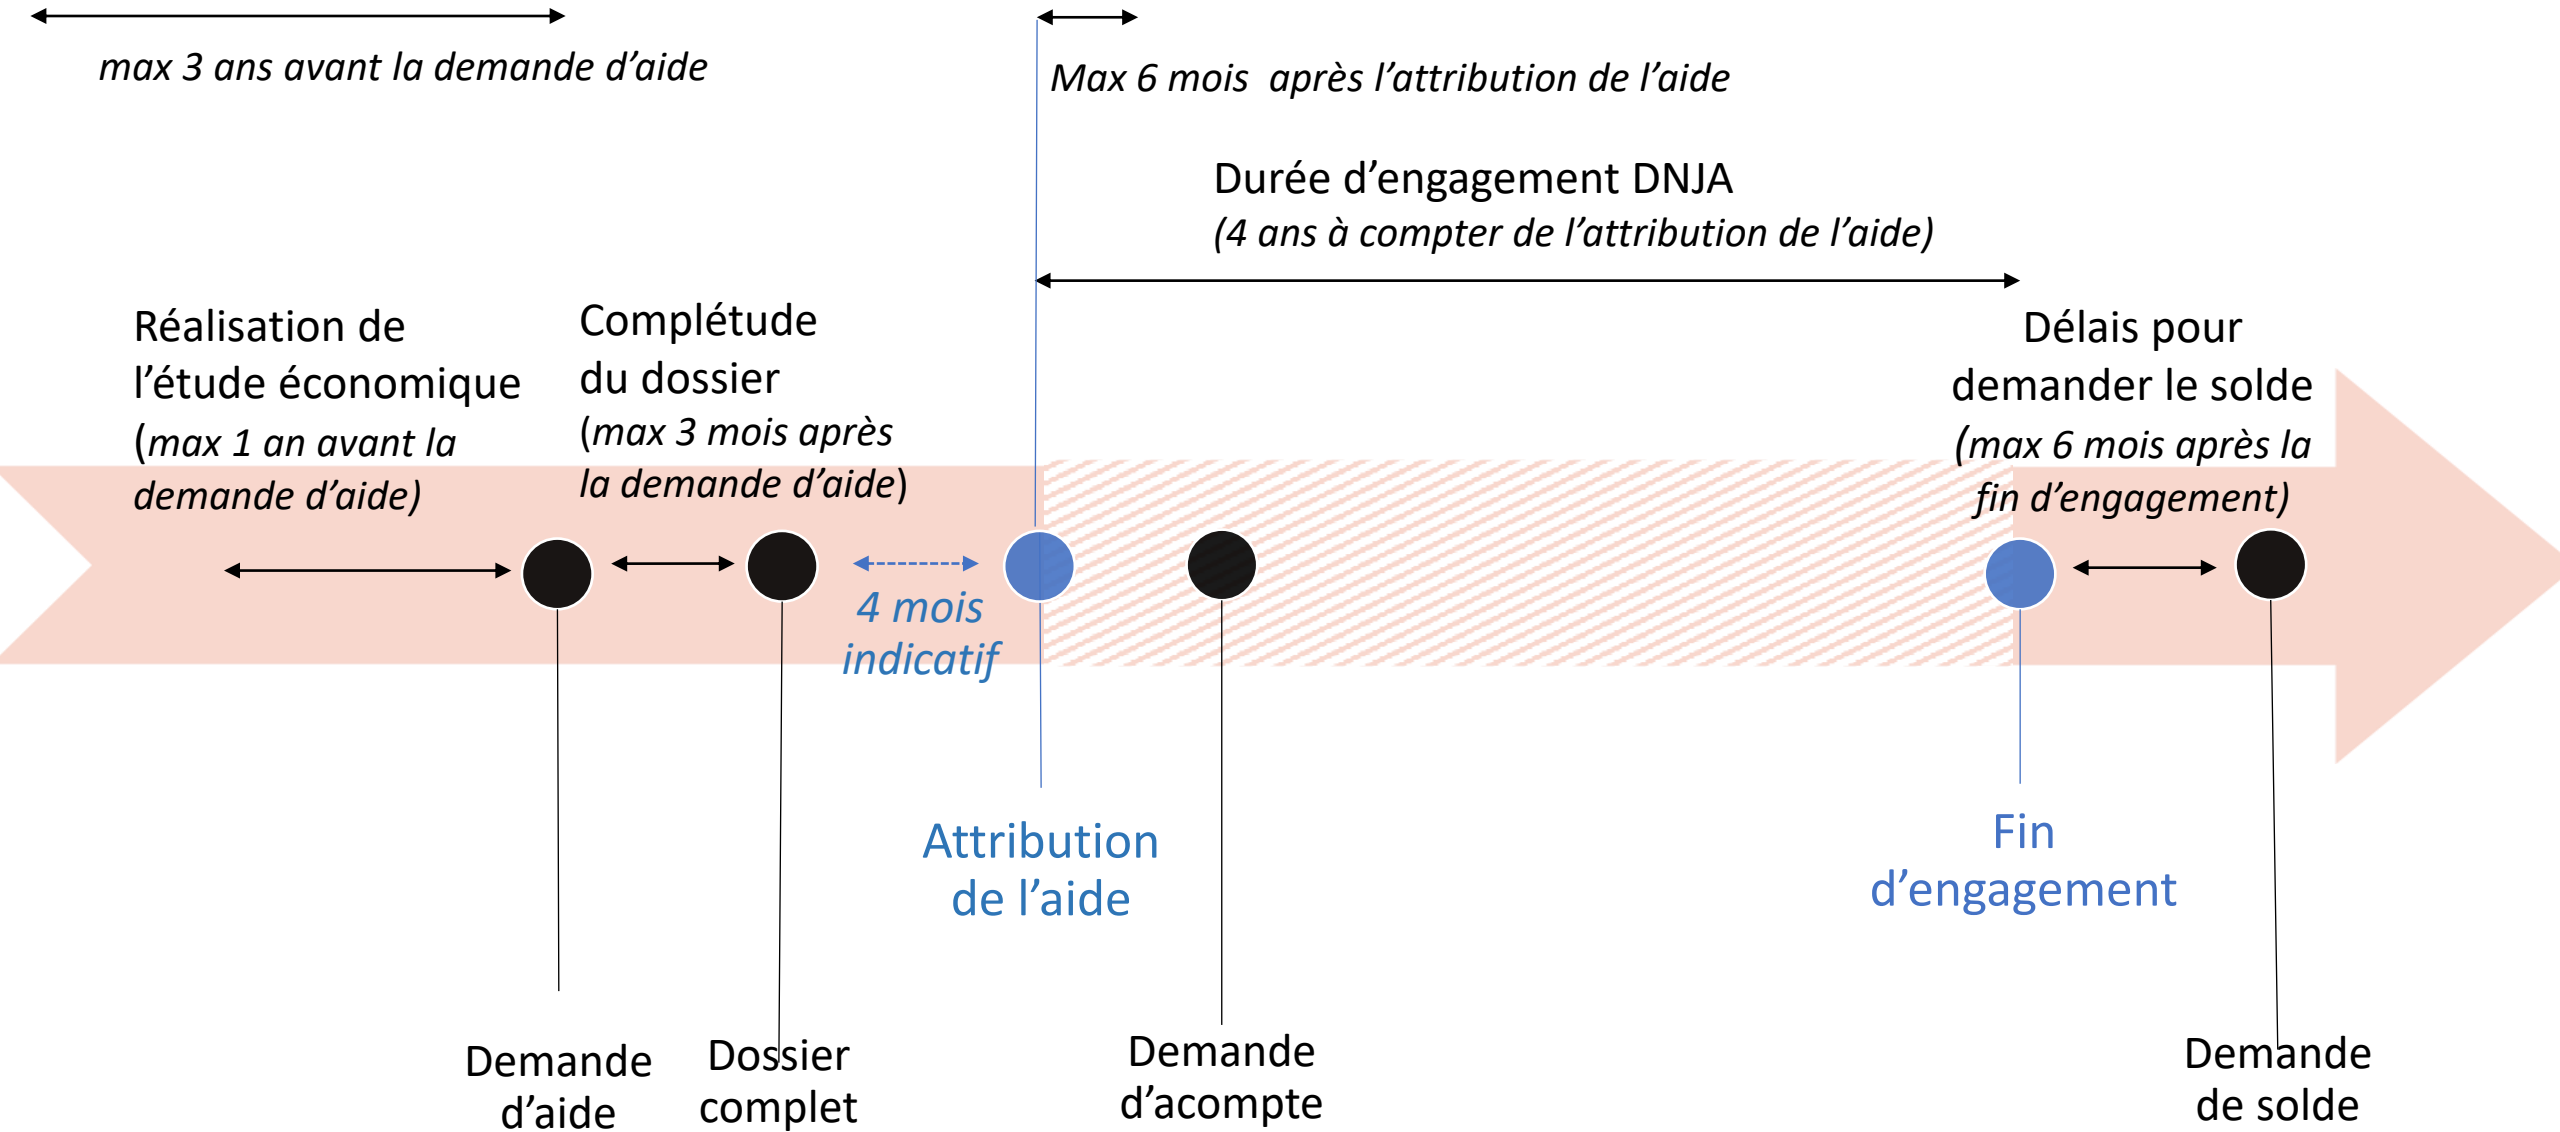 max 3 ans avant la demande d’aide
Max 6 mois  après l’attribution de l’aide
Durée d’engagement DNJA
(4 ans à compter de l’attribution de l’aide)
Réalisation de
l’étude économique
(max 1 an avant la
demande d’aide)
Complétude
du dossier
(max 3 mois après
la demande d’aide)
Délais pour
demander le solde
(max 6 mois après la
fin d’engagement)
4 mois
indicatif
Attribution
de l’aide
Fin
d’engagement
Demande
d’aide
Dossier
complet
Demande
d’acompte
Demande
de solde